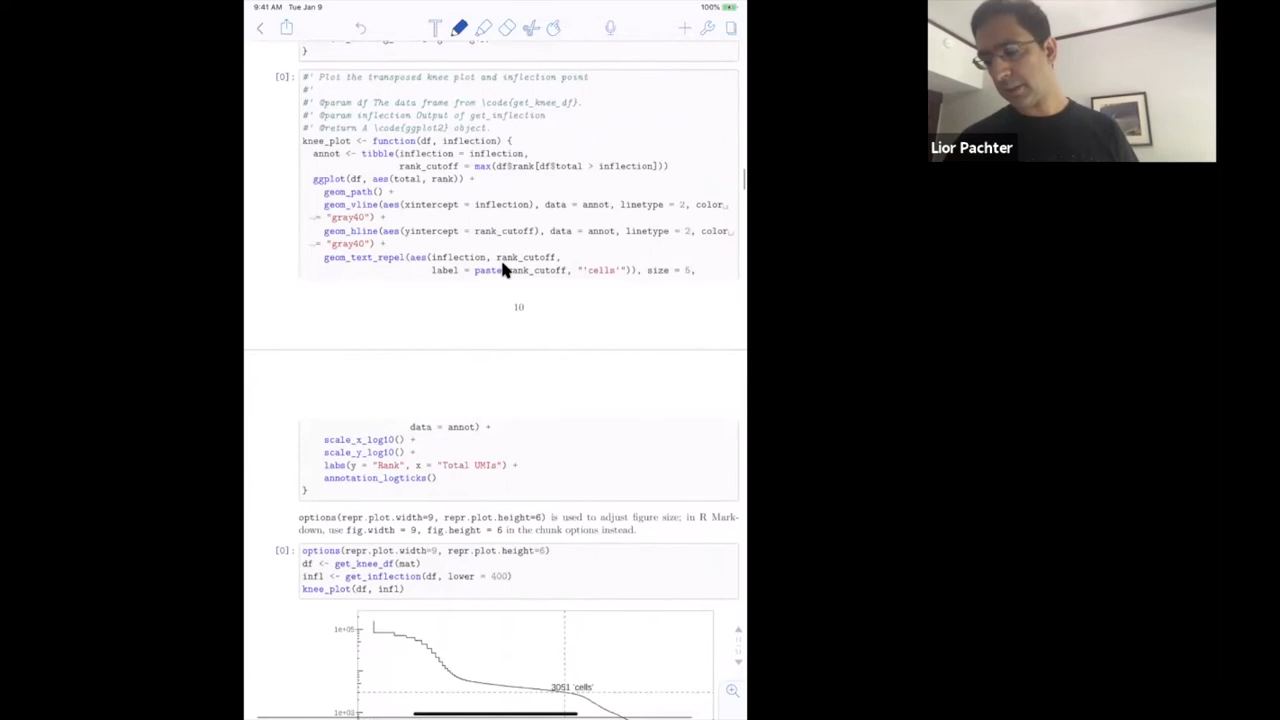 9:41 AM Tue Jan 9
100%
}
[0]:
#' Plot the transposed knee plot and inflection point
#'
#' @param df The data frame from \code{get_knee_df}.
#' @param inflection Output of get_inflection
#' @return A \code{ggplot2} object.
knee_plot <- function(df, inflection) {
annot <- tibble(inflection = inflection,
rank_cutoff = max(df$rank[df$total > inflection]))
ggplot(df, aes(total, rank)) +
geom_path() +
geom_vline(aes(xintercept = inflection), data = annot, linetype = 2, color
= "gray40") +
geom_hline(aes(yintercept = rank_cutoff), data = annot, linetype = 2, color
= "gray40") +
geom_text_repel(aes(inflection, rank_cutoff,
label = paste(rank_cutoff, "'cells'")), size = 5,
10
data = annot) +
scale_x_log10() +
scale_y_log10() +
labs(y = "Rank", x = "Total UMIs") +
annotation_logticks()
}
options(repr.plot.width=9, repr.plot.height=6) is used to adjust figure size; in R Mark-
down, use fig.width = 9, fig.height = 6 in the chunk options instead.
[0]:
options(repr.plot.width=9, repr.plot.height=6)
df <- get_knee_df(mat)
infl <- get_inflection(df, lower = 400)
knee_plot(df, infl)
1e+05
3051 'cells'
1e+03
Lior Pachter